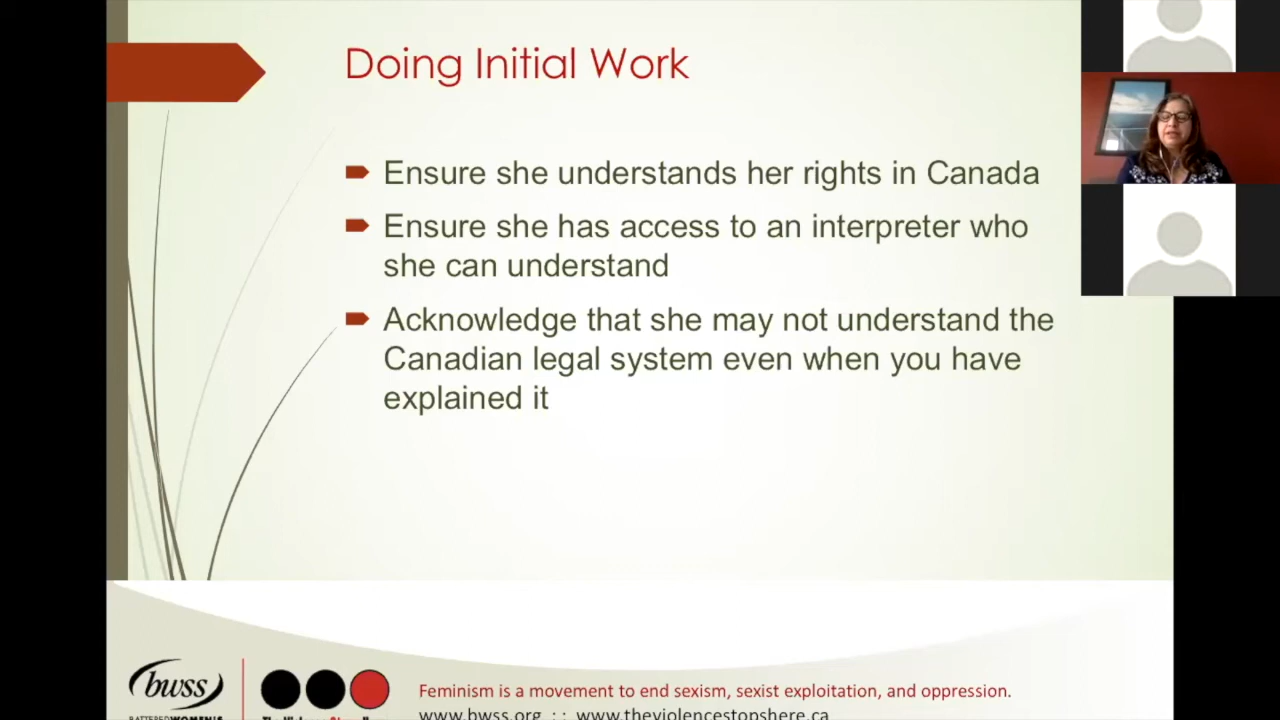 Doing Initial Work
Ensure she understands her rights in Canada
Ensure she has access to an interpreter who
she can understand
Acknowledge that she may not understand the
Canadian legal system even when you have
explained it
bwss
Feminism is a movement to end sexism, sexist exploitation, and oppression.
www.bwss.org : : www.theviolencestopshere.ca